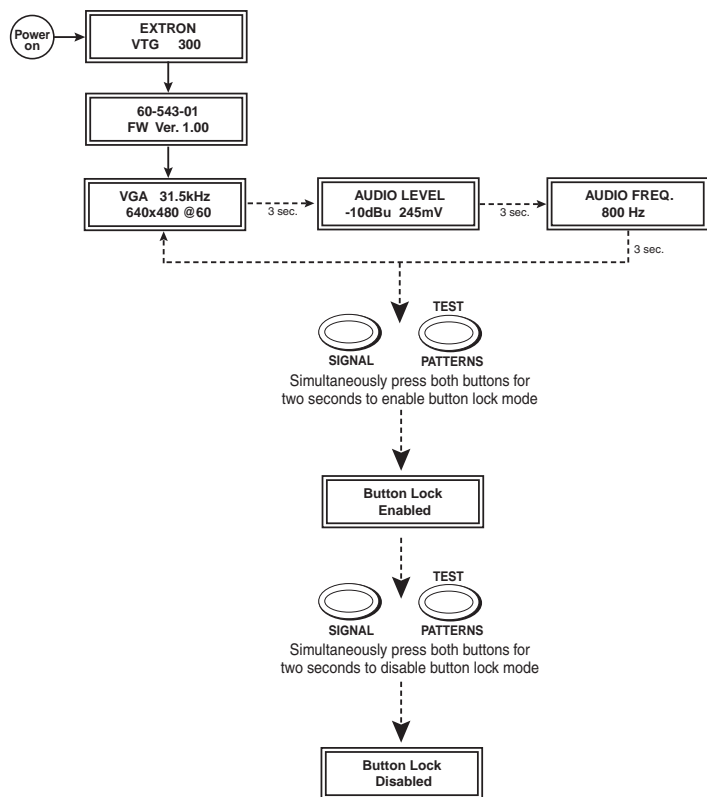 Power
on
EXTRON
VTG 300
60-543-01
FW Ver. 1.00
VGA 31.5kHz
640x480 @60
3 sec.
AUDIO LEVEL
-10dBu 245mV
3 sec.
AUDIO FREQ.
800 Hz
3 sec.
TEST
SIGNAL PATTERNS
Simultaneously press both buttons for
two seconds to enable button lock mode
Button Lock
Enabled
TEST
SIGNAL PATTERNS
Simultaneously press both buttons for
two seconds to disable button lock mode
Button Lock
Disabled